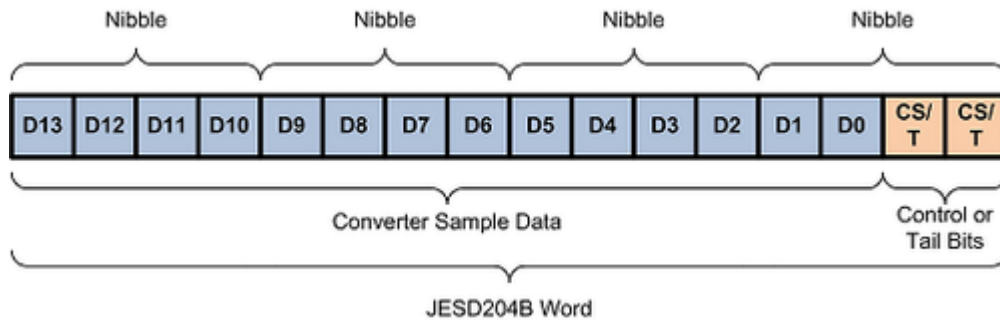 Nibble Nibble Nibble Nibble
D13 D12 D11 D10 D9 D8 D7 D6 D5 D4 D3 D2 D1 D0 CS/T CS/T
Converter Sample Data
Control or
Tail Bits
JESD204B Word